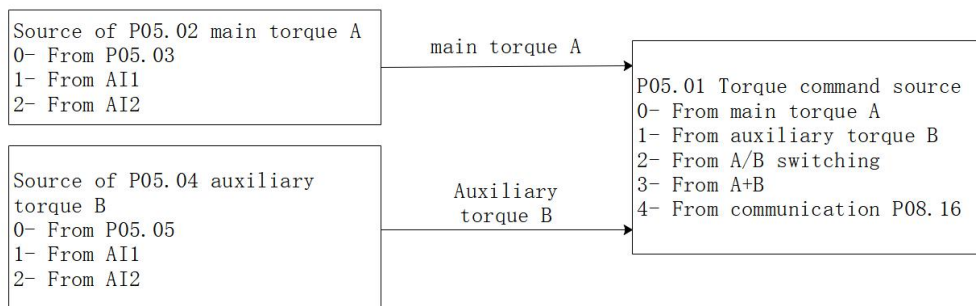 Source of P05.02 main torque A
0- From P05.03
1- From AI1
2- From AI2
main torque A
Source of P05.04 auxiliary
torque B
0- From P05.05
1- From AI1
2- From AI2
Auxiliary
torque B
P05.01 Torque command source
0- From main torque A
1- From auxiliary torque B
2- From A/B switching
3- From A+B
4- From communication P08.16